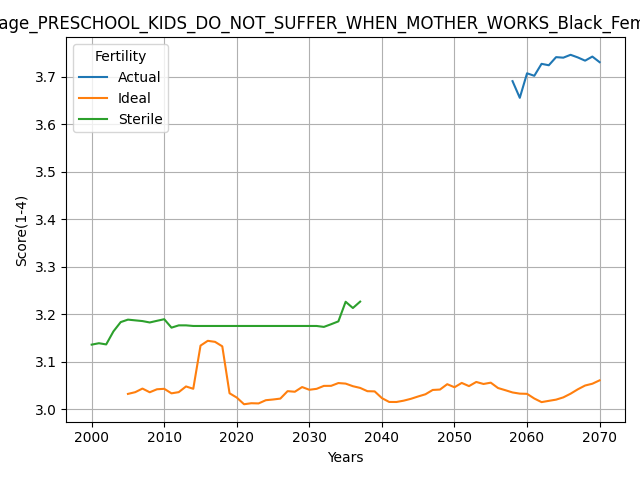 age_PRESCHOOL_KIDS_DO_NOT_SUFFER_WHEN_MOTHER_WORKS_Black_Fem
Fertility
Actual
Ideal
Sterile
3.7
3.6
3.5
3.4
3.3
3.2
3.1
3.0
Score(1-4)
2000 2010 2020 2030 2040 2050 2060 2070
Years